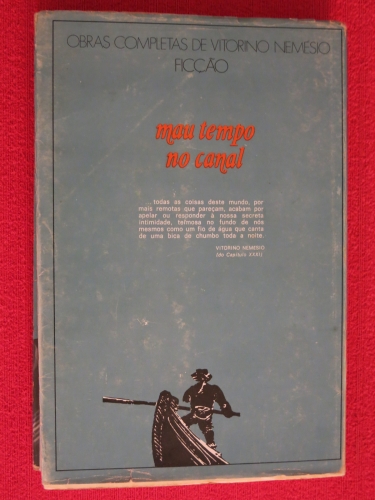 OBRAS COMPLETAS DE VITORINO NEMÉSIO
FICÇÃO
mau tempo
no canal
...todas as coisas deste mundo, por
mais remotas que pareçam, acabam por
apelar ou responder à nossa secreta
intimidade, teimosa no fundo de nós
mesmos como um fio de água que canta
de uma bica de chumbo toda a noite.
VITORINO NEMÉSIO